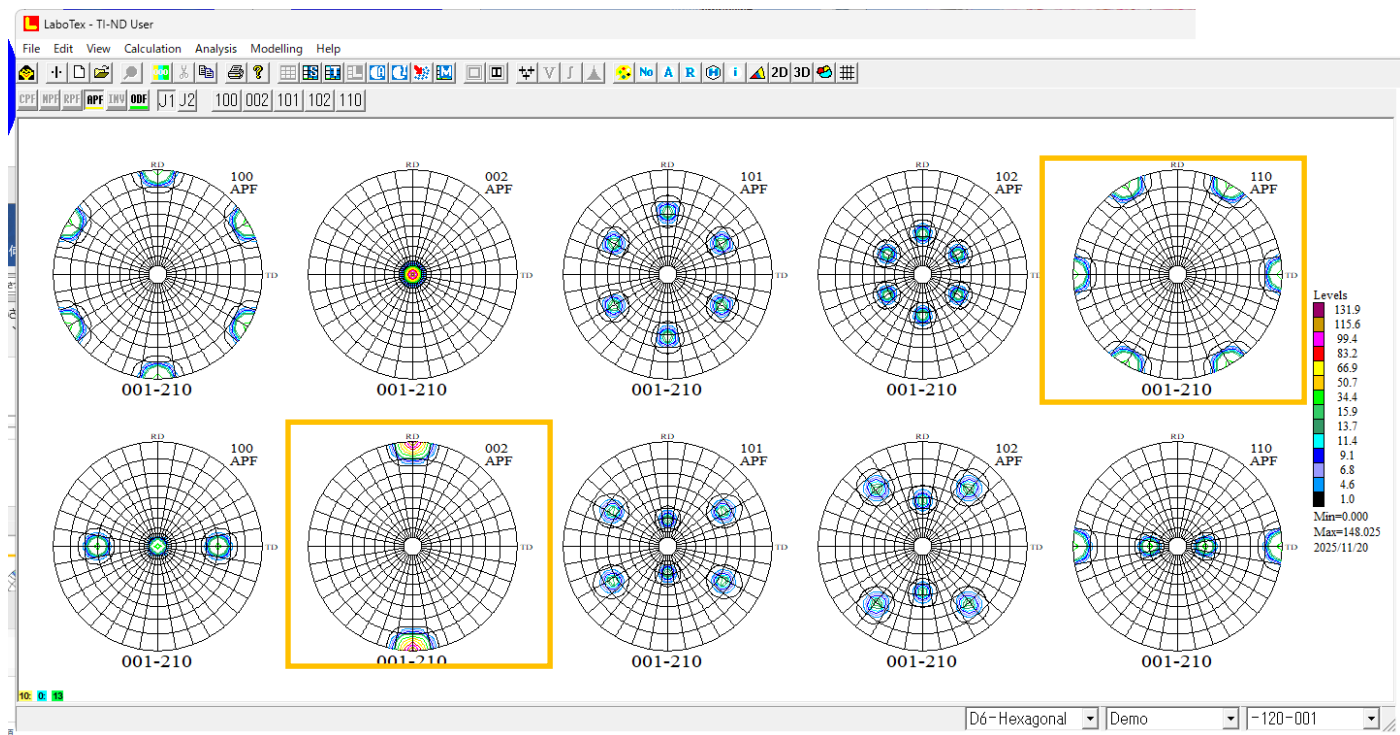 LaboTex - TI-ND User
File Edit View Calculation Analysis Modelling Help
No A R i 2D 3D
CPF NPF RPF APF INV ODF J1 J2 100 002 101 102 110
RD
100
APF
TD
001-210
RD
002
APF
TD
001-210
RD
101
APF
TD
001-210
RD
102
APF
TD
001-210
RD
110
APF
TD
001-210
RD
100
APF
TD
001-210
RD
002
APF
TD
001-210
RD
101
APF
TD
001-210
RD
102
APF
TD
001-210
RD
110
APF
TD
001-210
Levels
131.9
115.6
99.4
83.2
66.9
50.7
34.4
15.9
13.7
11.4
9.1
6.8
4.6
1.0
Min=0.000
Max=148.025
2025/11/20
10: 0: 13
D6-Hexagonal Demo -120-001